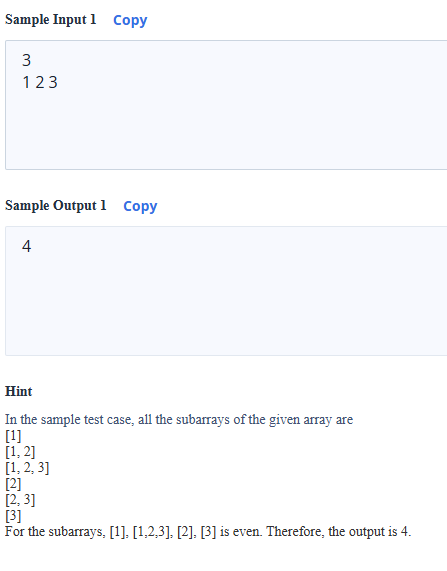 Sample Input 1 Copy
3
1 2 3
Sample Output 1 Copy
4
Hint
In the sample test case, all the subarrays of the given array are
[1]
[1, 2]
[1, 2, 3]
[2]
[2, 3]
[3]
For the subarrays, [1], [1,2,3], [2], [3] is even. Therefore, the output is 4.